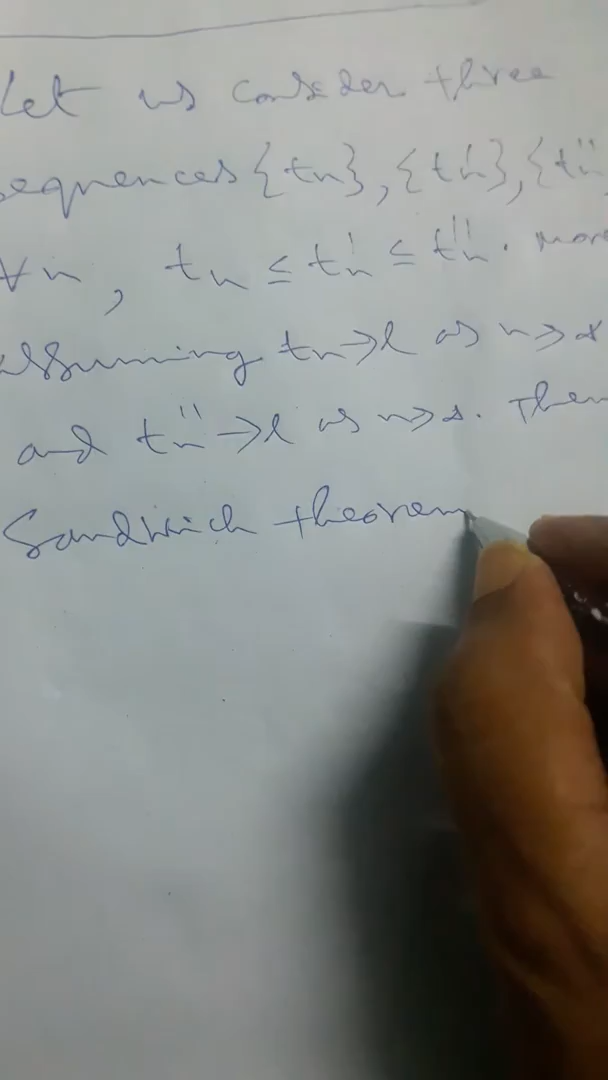 Let us consider three
sequences {tn}, {t'n}, {t''n
∀n, tn ≤ t'n ≤ t''n. more
assuming tn→l as n→∞
and t''n→l as n→∞. Then
Sandwich theorem